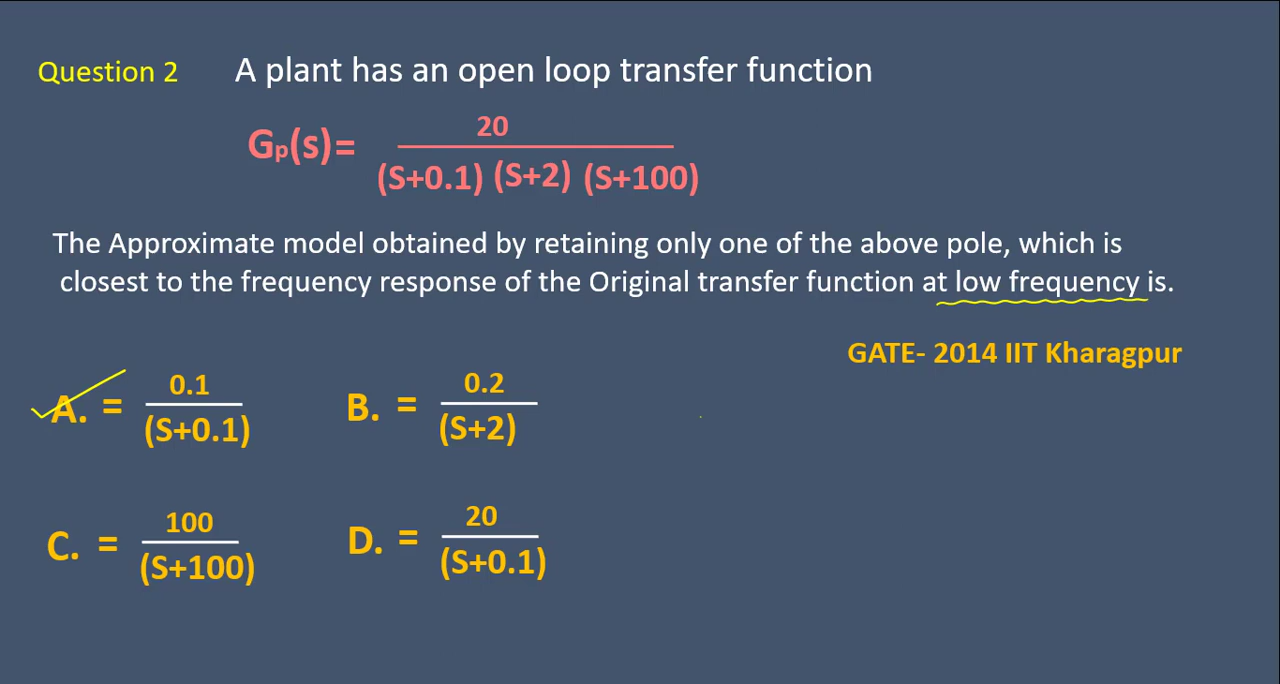 Question 2 A plant has an open loop transfer function
Gp(s)= 20
(S+0.1) (S+2) (S+100)
The Approximate model obtained by retaining only one of the above pole, which is
closest to the frequency response of the Original transfer function at low frequency is.
GATE- 2014 IIT Kharagpur
A. = 0.1
(S+0.1)
B. = 0.2
(S+2)
C. = 100
(S+100)
D. = 20
(S+0.1)